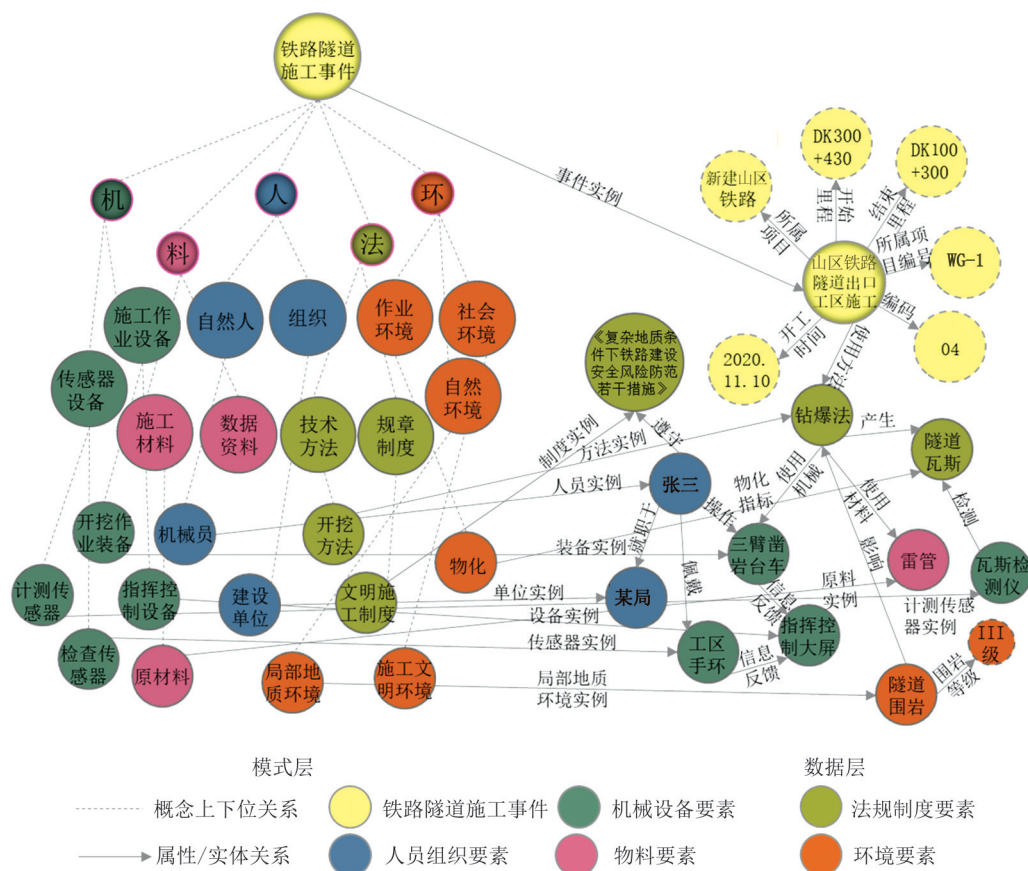 铁路隧道
施工事件
机
人
环
料
法
施工作
业设备
自然人
组织
作业
环境
社会
环境
传感器
设备
自然
环境
施工
材料
数据
资料
技术
方法
规章
制度
开挖作
业装备
机械员
开挖
方法
物化
计测传
感器
指挥控
制设备
建设
单位
文明施
工制度
检查传
感器
原材料
局部地
质环境
施工文
明环境
事件实例
新建山区
铁路
DK300
+430
DK100
+300
所属
项目
开始
里程
结束
里程
所属项
目编号
WG-1
山区铁路
隧道出口
工区施工
编码
04
开工
时间
2020.
11.10
使用方法
《复杂地质条
件下铁路建设
安全风险防范
若干措施》
钻爆法
产生
隧道
瓦斯
制度实例
方法实例
遵守
人员实例
张三
物化
指标
使用
机械
使用
材料
影响
检测
操作
就职于
佩戴
装备实例
三臂凿
岩台车
雷管
瓦斯检
测仪
单位实例
某局
信息
反馈
原料
实例
设备实例
计测传感
器实例
传感器实例
工区
手环
信息
反馈
指挥控
制大屏
III
级
局部地质
环境实例
隧道
围岩
围岩
等级
模式层
数据层
概念上下位关系
铁路隧道施工事件
机械设备要素
法规制度要素
属性/实体关系
人员组织要素
物料要素
环境要素